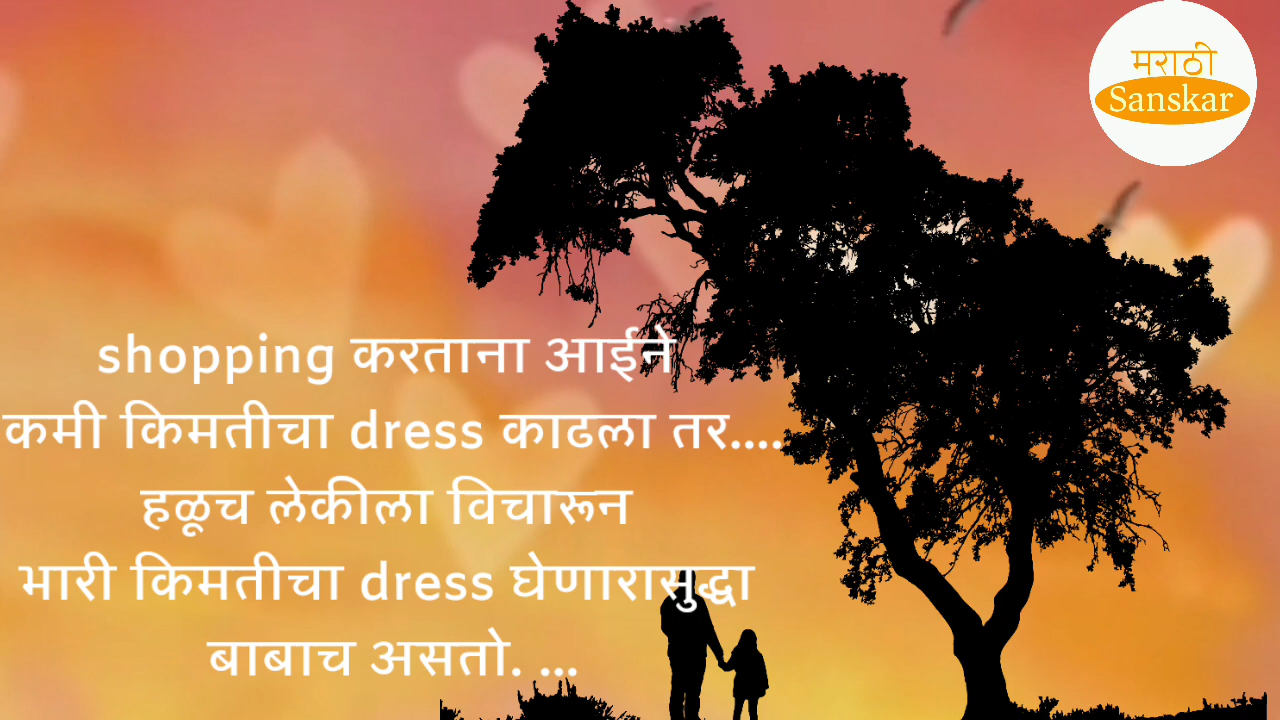 मराठी
Sanskar
shopping करताना आईने
कमी किमतीचा dress काढला तर....
हळूच लेकीला विचारून
भारी किमतीचा dress घेणारासुद्धा
बाबाच असतो. ...